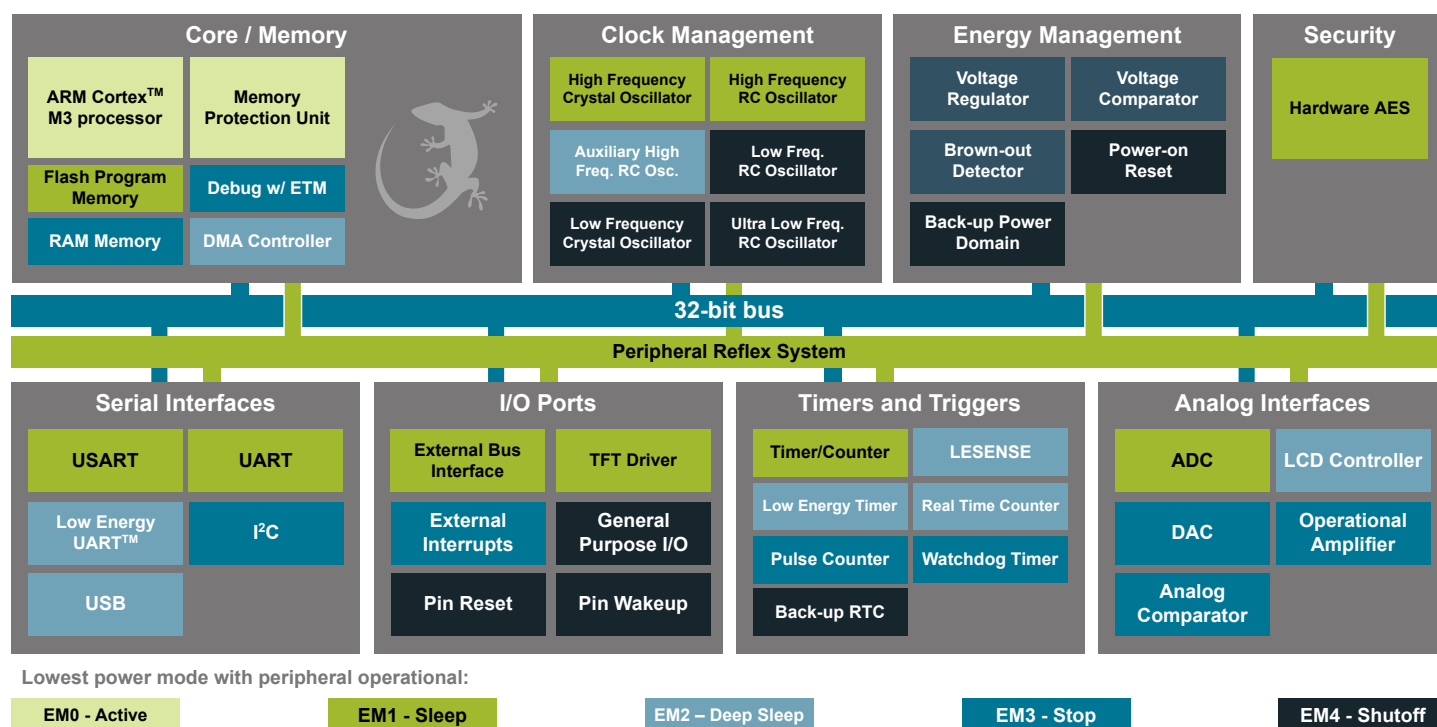 Core / Memory
ARM Cortex™
M3 processor
Memory
Protection Unit
Flash Program
Memory
Debug w/ ETM
RAM Memory
DMA Controller
Clock Management
High Frequency
Crystal Oscillator
High Frequency
RC Oscillator
Auxiliary High
Freq. RC Osc.
Low Freq.
RC Oscillator
Low Frequency
Crystal Oscillator
Ultra Low Freq.
RC Oscillator
Energy Management
Voltage
Regulator
Voltage
Comparator
Brown-out
Detector
Power-on
Reset
Back-up Power
Domain
Security
Hardware AES
32-bit bus
Peripheral Reflex System
Serial Interfaces
USART
UART
Low Energy
UART™
I²C
USB
I/O Ports
External Bus
Interface
TFT Driver
External
Interrupts
General
Purpose I/O
Pin Reset
Pin Wakeup
Timers and Triggers
Timer/Counter
LESENSE
Low Energy Timer
Real Time Counter
Pulse Counter
Watchdog Timer
Back-up RTC
Analog Interfaces
ADC
LCD Controller
DAC
Operational
Amplifier
Analog
Comparator
Lowest power mode with peripheral operational:
EM0 - Active
EM1 - Sleep
EM2 – Deep Sleep
EM3 - Stop
EM4 - Shutoff